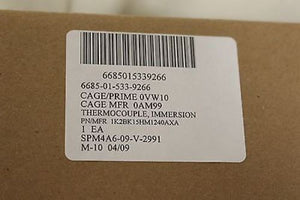 6685015339266
6685-01-533-9266
CAGE/PRIME 0VW10
CAGE MFR 0AM99
THERMOCOUPLE, IMMERSION
PN/MFR 1K2BK15HM1240AXA
1 EA
SPM4A6-09-V-2991
M-10 04/09